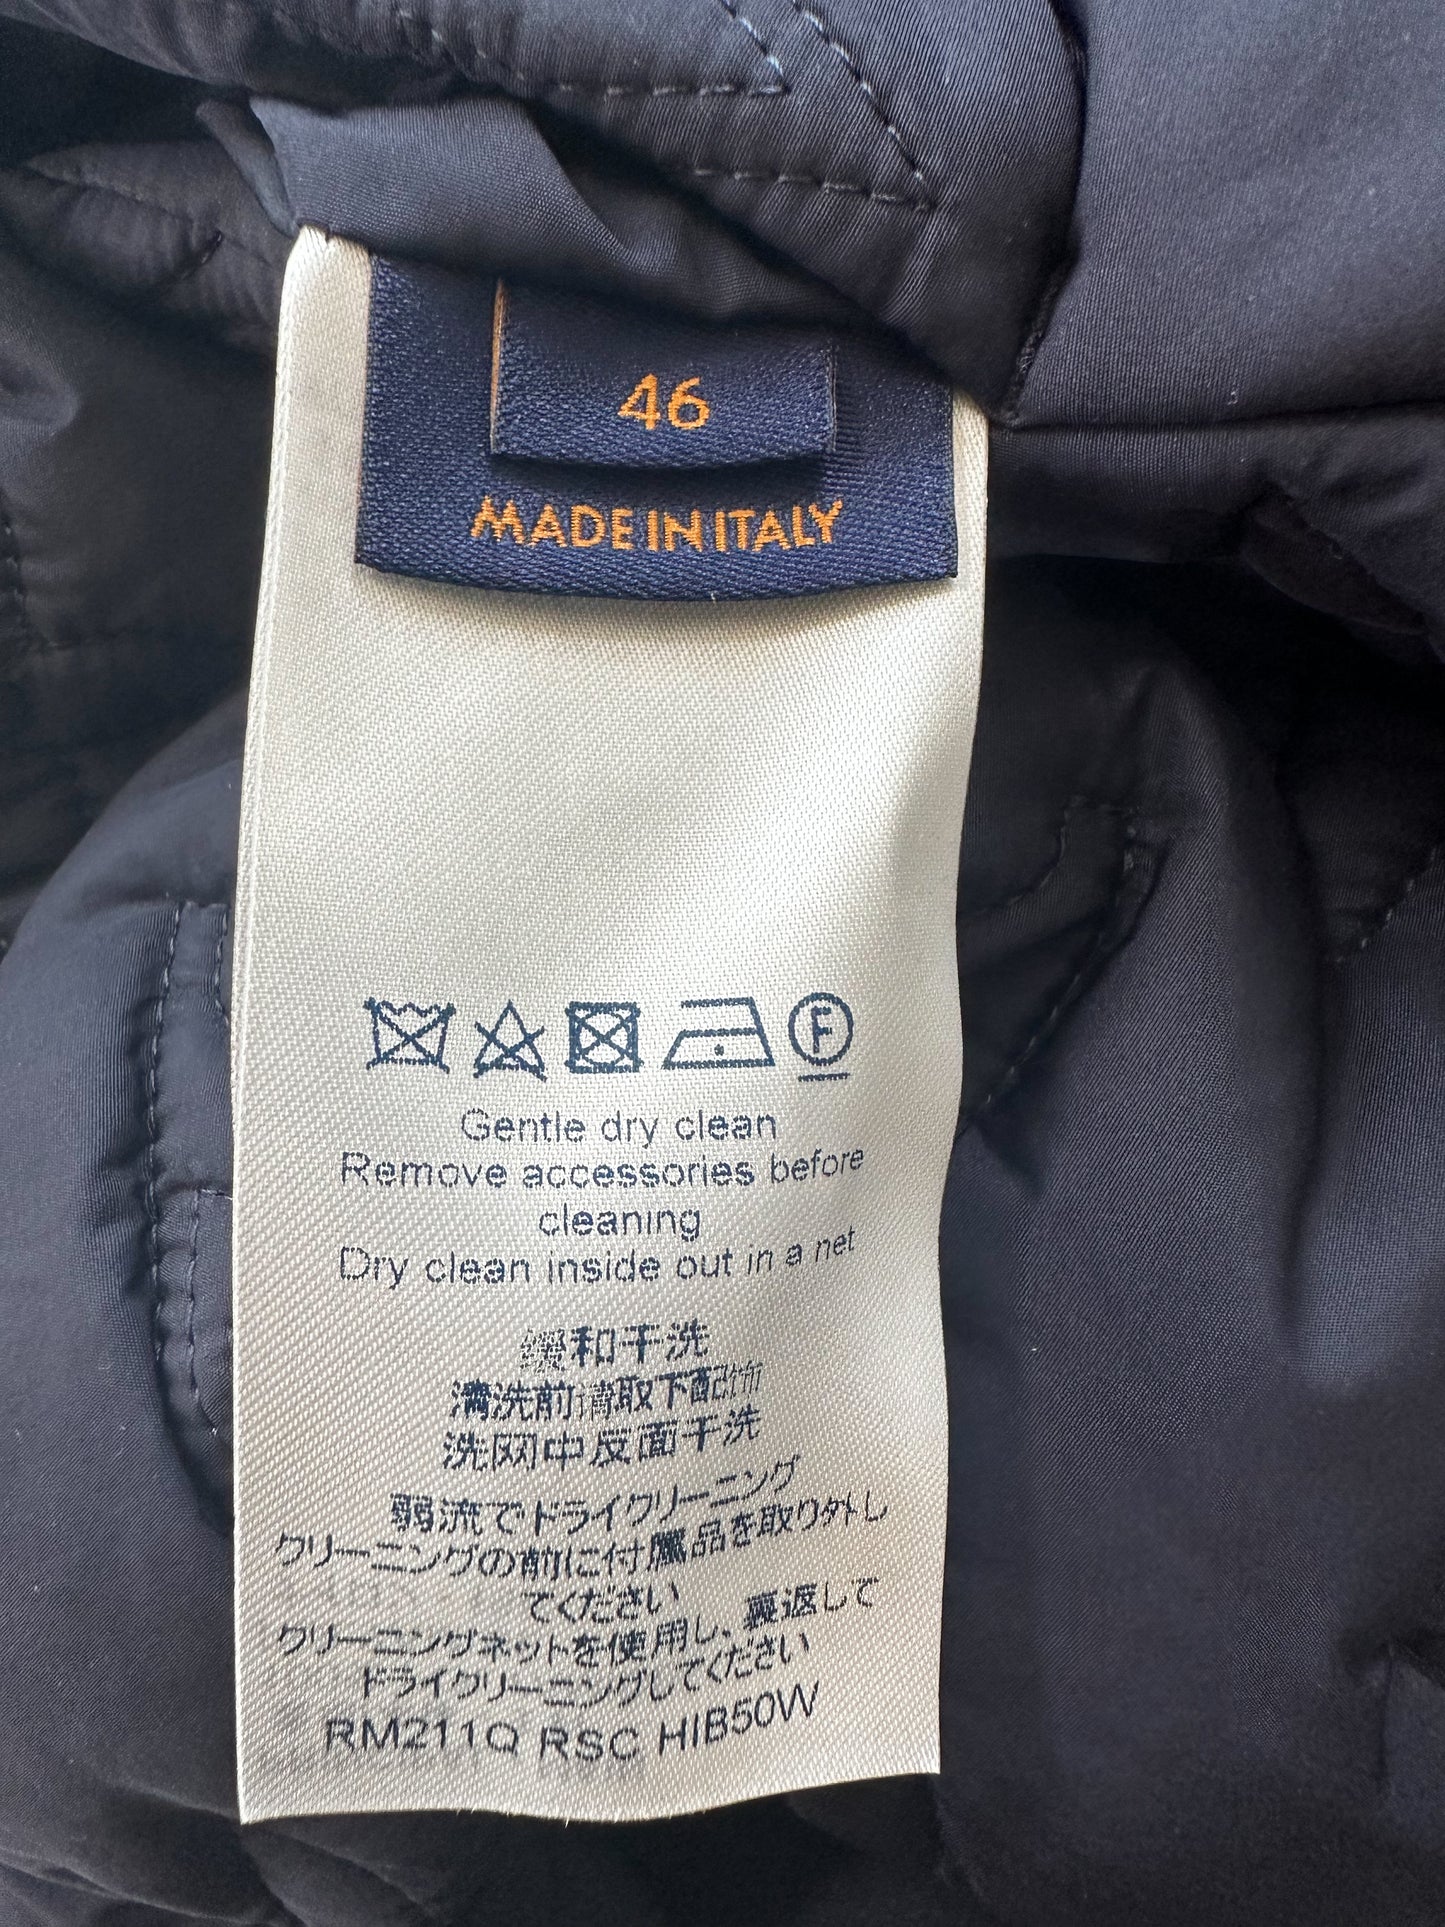 46
MADE IN ITALY
F
Gentle dry clean
Remove accessories before
cleaning
Dry clean inside out in a net
缓和干洗
清洗前请取下配饰
洗网中反面干洗
弱流でドライクリーニング
クリーニングの前に付属品を取り外し
てください
クリーニングネットを使用し、裏返して
ドライクリーニングしてください
RM211Q RSC HIB50W